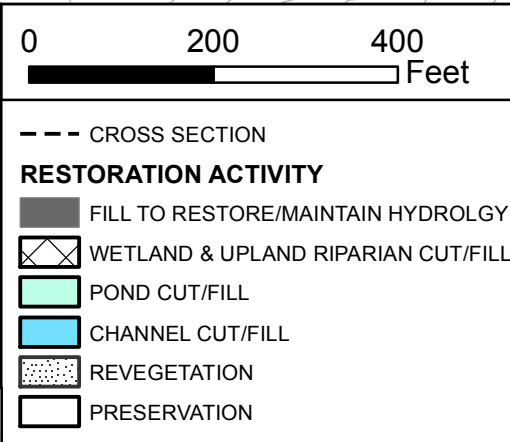 0 200 400
Feet
CROSS SECTION
RESTORATION ACTIVITY
FILL TO RESTORE/MAINTAIN HYDROLGY
WETLAND & UPLAND RIPARIAN CUT/FILL
POND CUT/FILL
CHANNEL CUT/FILL
REVEGETATION
PRESERVATION